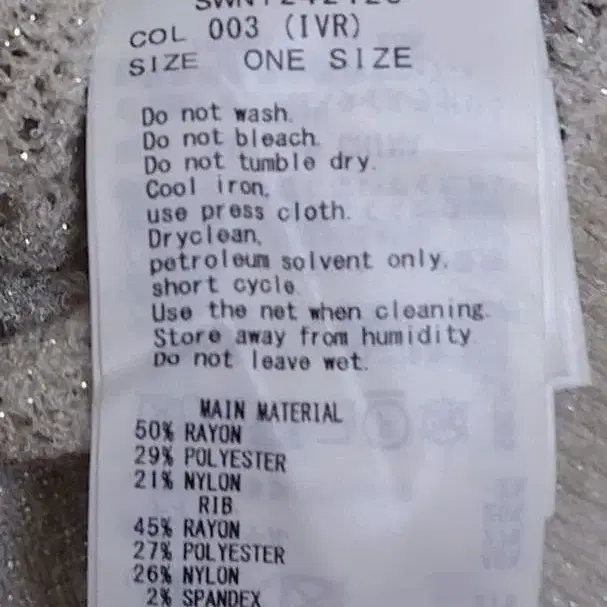 COL 003 (IVR)
SIZE ONE SIZE
Do not wash.
Do not bleach.
Do not tumble dry.
Cool iron,
use press cloth.
Dryclean,
petroleum solvent only,
short cycle.
Use the net when cleaning.
Store away from humidity.
Do not leave wet.
MAIN MATERIAL
50% RAYON
29% POLYESTER
21% NYLON
RIB
45% RAYON
27% POLYESTER
26% NYLON
2% SPANDEX